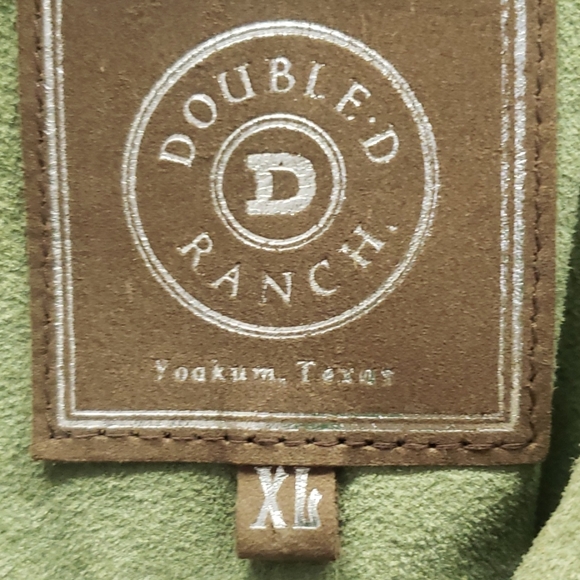 DOUBLE·D
D
RANCH.
Yoakum, Texas
XL